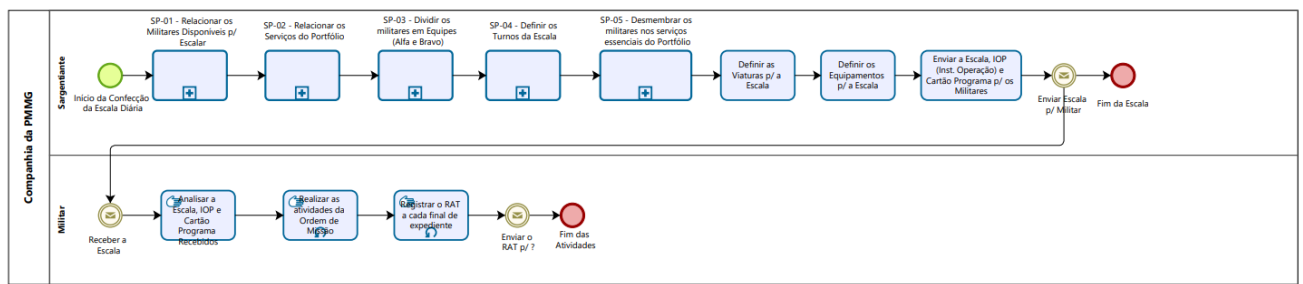 Companhia da PMMG
Sargentiante
Início da Confecção
da Escala Diária
SP-01 - Relacionar os
Militares Disponiveis p/
Escalar
SP-02 - Relacionar os
Serviços do Portfólio
SP-03 - Dividir os
militares em Equipes
(Alfa e Bravo)
SP-04 - Definir os
Turnos da Escala
SP-05 - Desmembrar os
militares nos serviços
essenciais do Portfólio
Definir as
Viaturas p/ a
Escala
Definir os
Equipamentos
p/ a Escala
Enviar a Escala, IOP
(Inst. Operação) e
Cartão Programa p/ os
Militares
Enviar Escala
p/ Militar
Fim da Escala
Militar
Receber a
Escala
Analisar a
Escala, IOP e
Cartão
Programa
Recebidos
Realizar as
atividades da
Ordem de
Missão
Registrar o RAT
a cada final de
expediente
Enviar o
RAT p/ ?
Fim das
Atividades